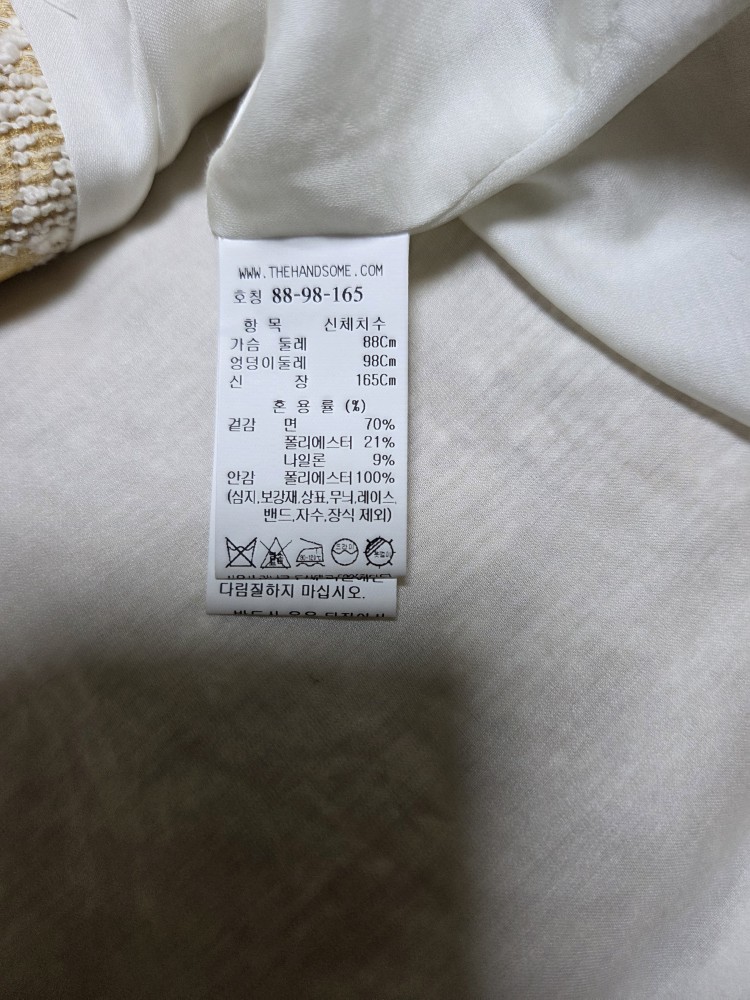 WWW.THEHANDSOME.COM
호칭 88-98-165
항 목 신체치수
가슴 둘레 88Cm
엉덩이둘레 98Cm
신 장 165Cm
혼 용 률 (%)
겉감 면 70%
폴리에스터 21%
나일론 9%
안감 폴리에스터 100%
(심지,보강재,상표,무늬,레이스,
밴드,자수,장식 제외)
다림질하지 마십시오.